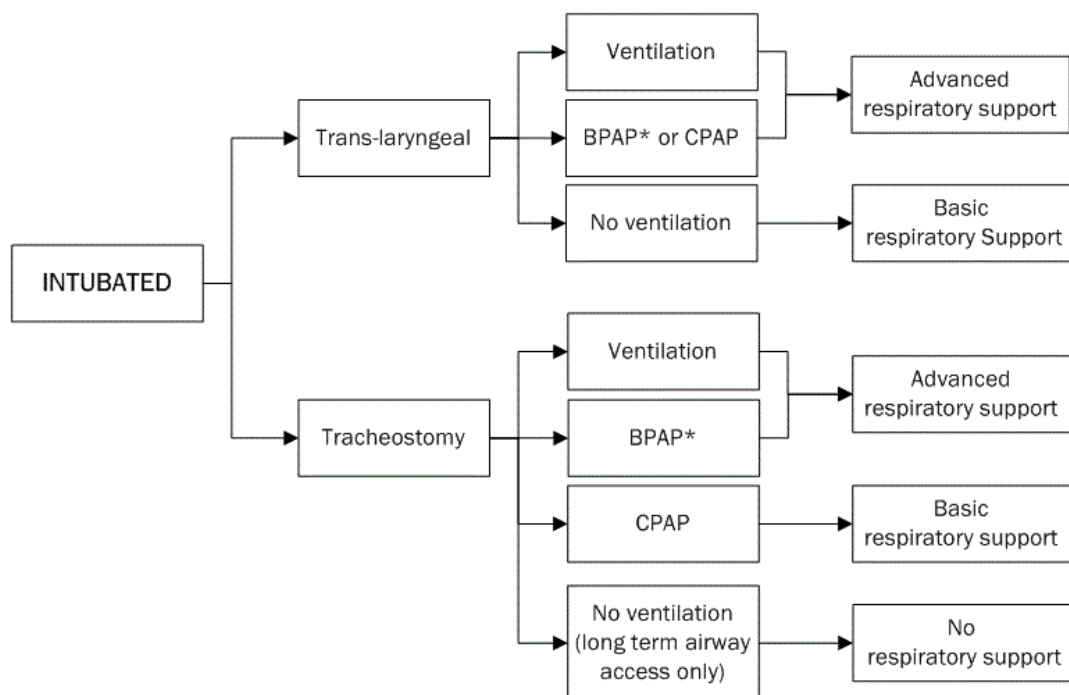 INTUBATED
Trans-laryngeal
Ventilation
BPAP* or CPAP
Advanced
respiratory support
No ventilation
Basic
respiratory Support
Tracheostomy
Ventilation
BPAP*
Advanced
respiratory support
CPAP
Basic
respiratory support
No ventilation
(long term airway
access only)
No
respiratory support